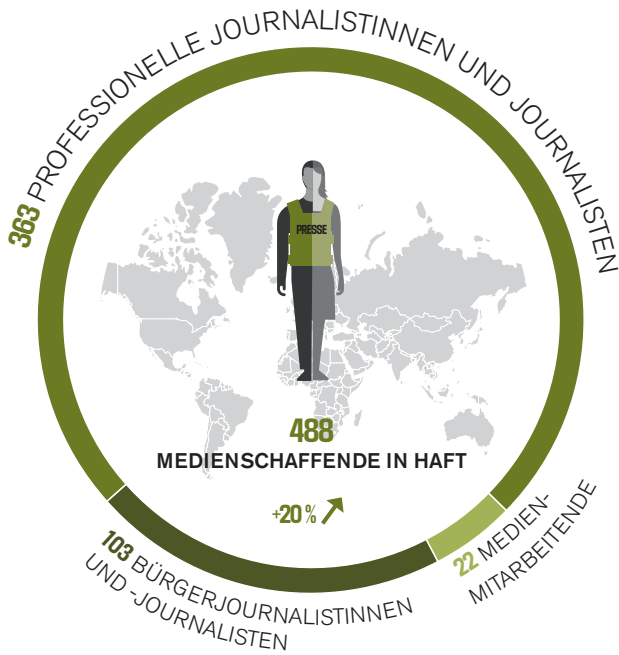 363 PROFESSIONELLE JOURNALISTINNEN UND JOURNALISTEN
PRESSE
488
MEDIENSCHAFFENDE IN HAFT
+20 %
103 BÜRGERJOURNALISTINNEN
UND -JOURNALISTEN
22 MEDIEN-
MITARBEITENDE